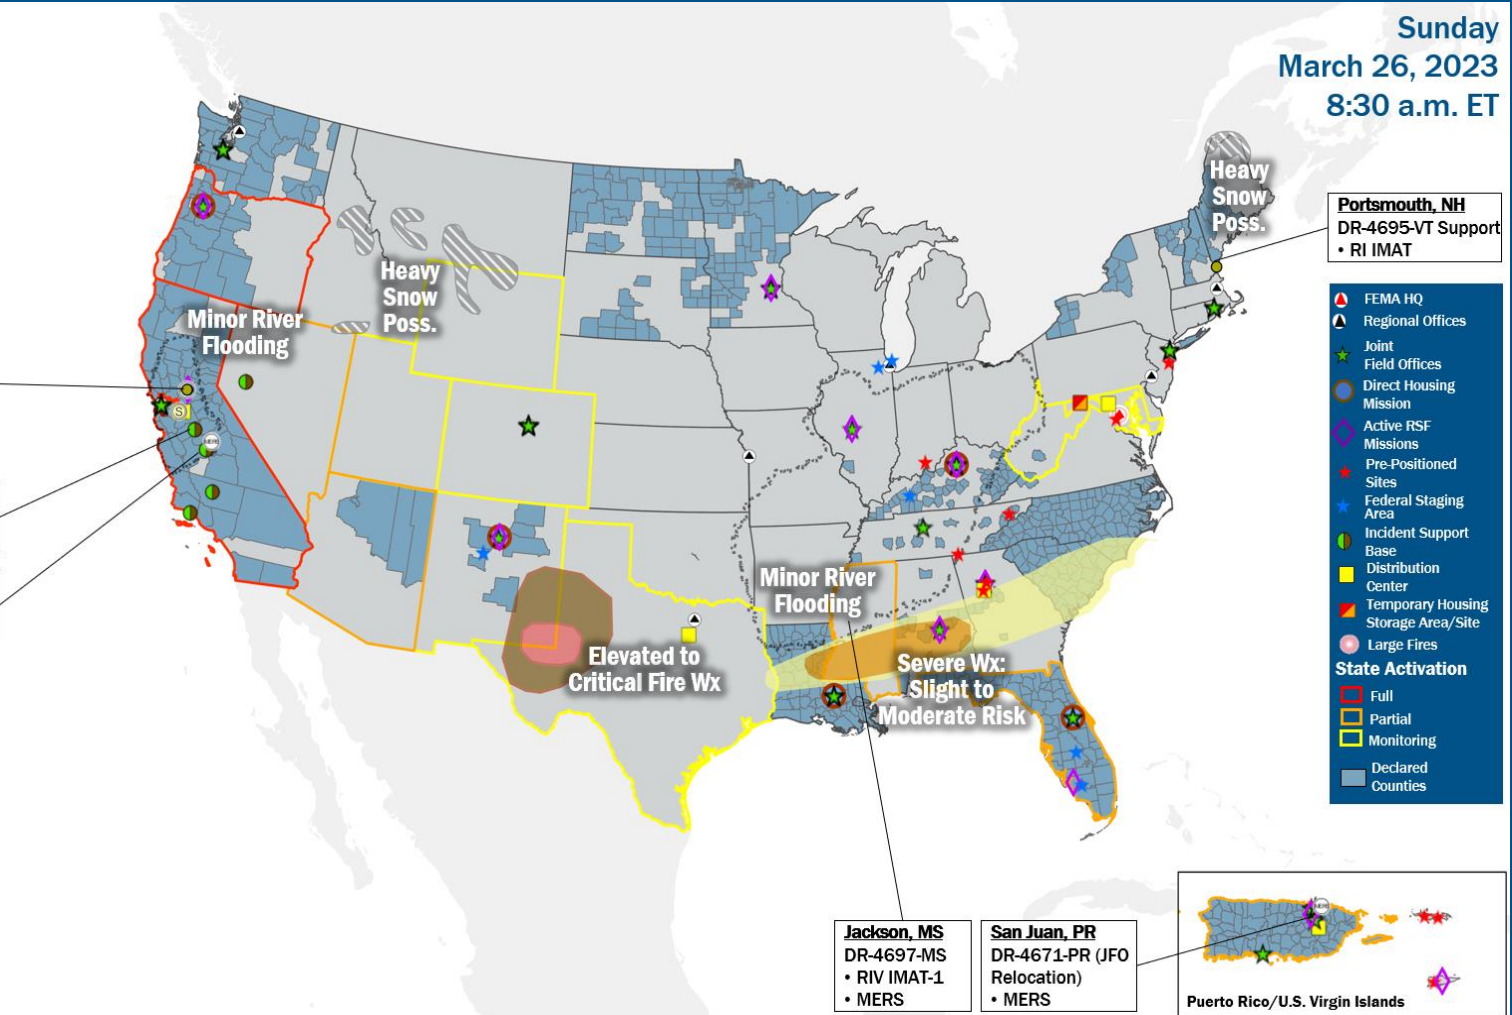 Sunday
March 26, 2023
8:30 a.m. ET
Heavy
Snow
Poss.
Portsmouth, NH
DR-4695-VT Support
• RI IMAT
Heavy
Snow
Poss.
Minor River
Flooding
FEMA HQ
Regional Offices
Joint
Field Offices
Direct Housing
Mission
Active RSF
Missions
Pre-Positioned
Sites
Federal Staging
Area
Incident Support
Base
Distribution
Center
Temporary Housing
Storage Area/Site
Large Fires
State Activation
Full
Partial
Monitoring
Declared
Counties
S
MERS
Minor River
Flooding
Elevated to
Critical Fire Wx
Severe Wx:
Slight to
Moderate Risk
Jackson, MS
DR-4697-MS
• RIV IMAT-1
• MERS
San Juan, PR
DR-4671-PR (JFO
Relocation)
• MERS
MERS
Puerto Rico/U.S. Virgin Islands